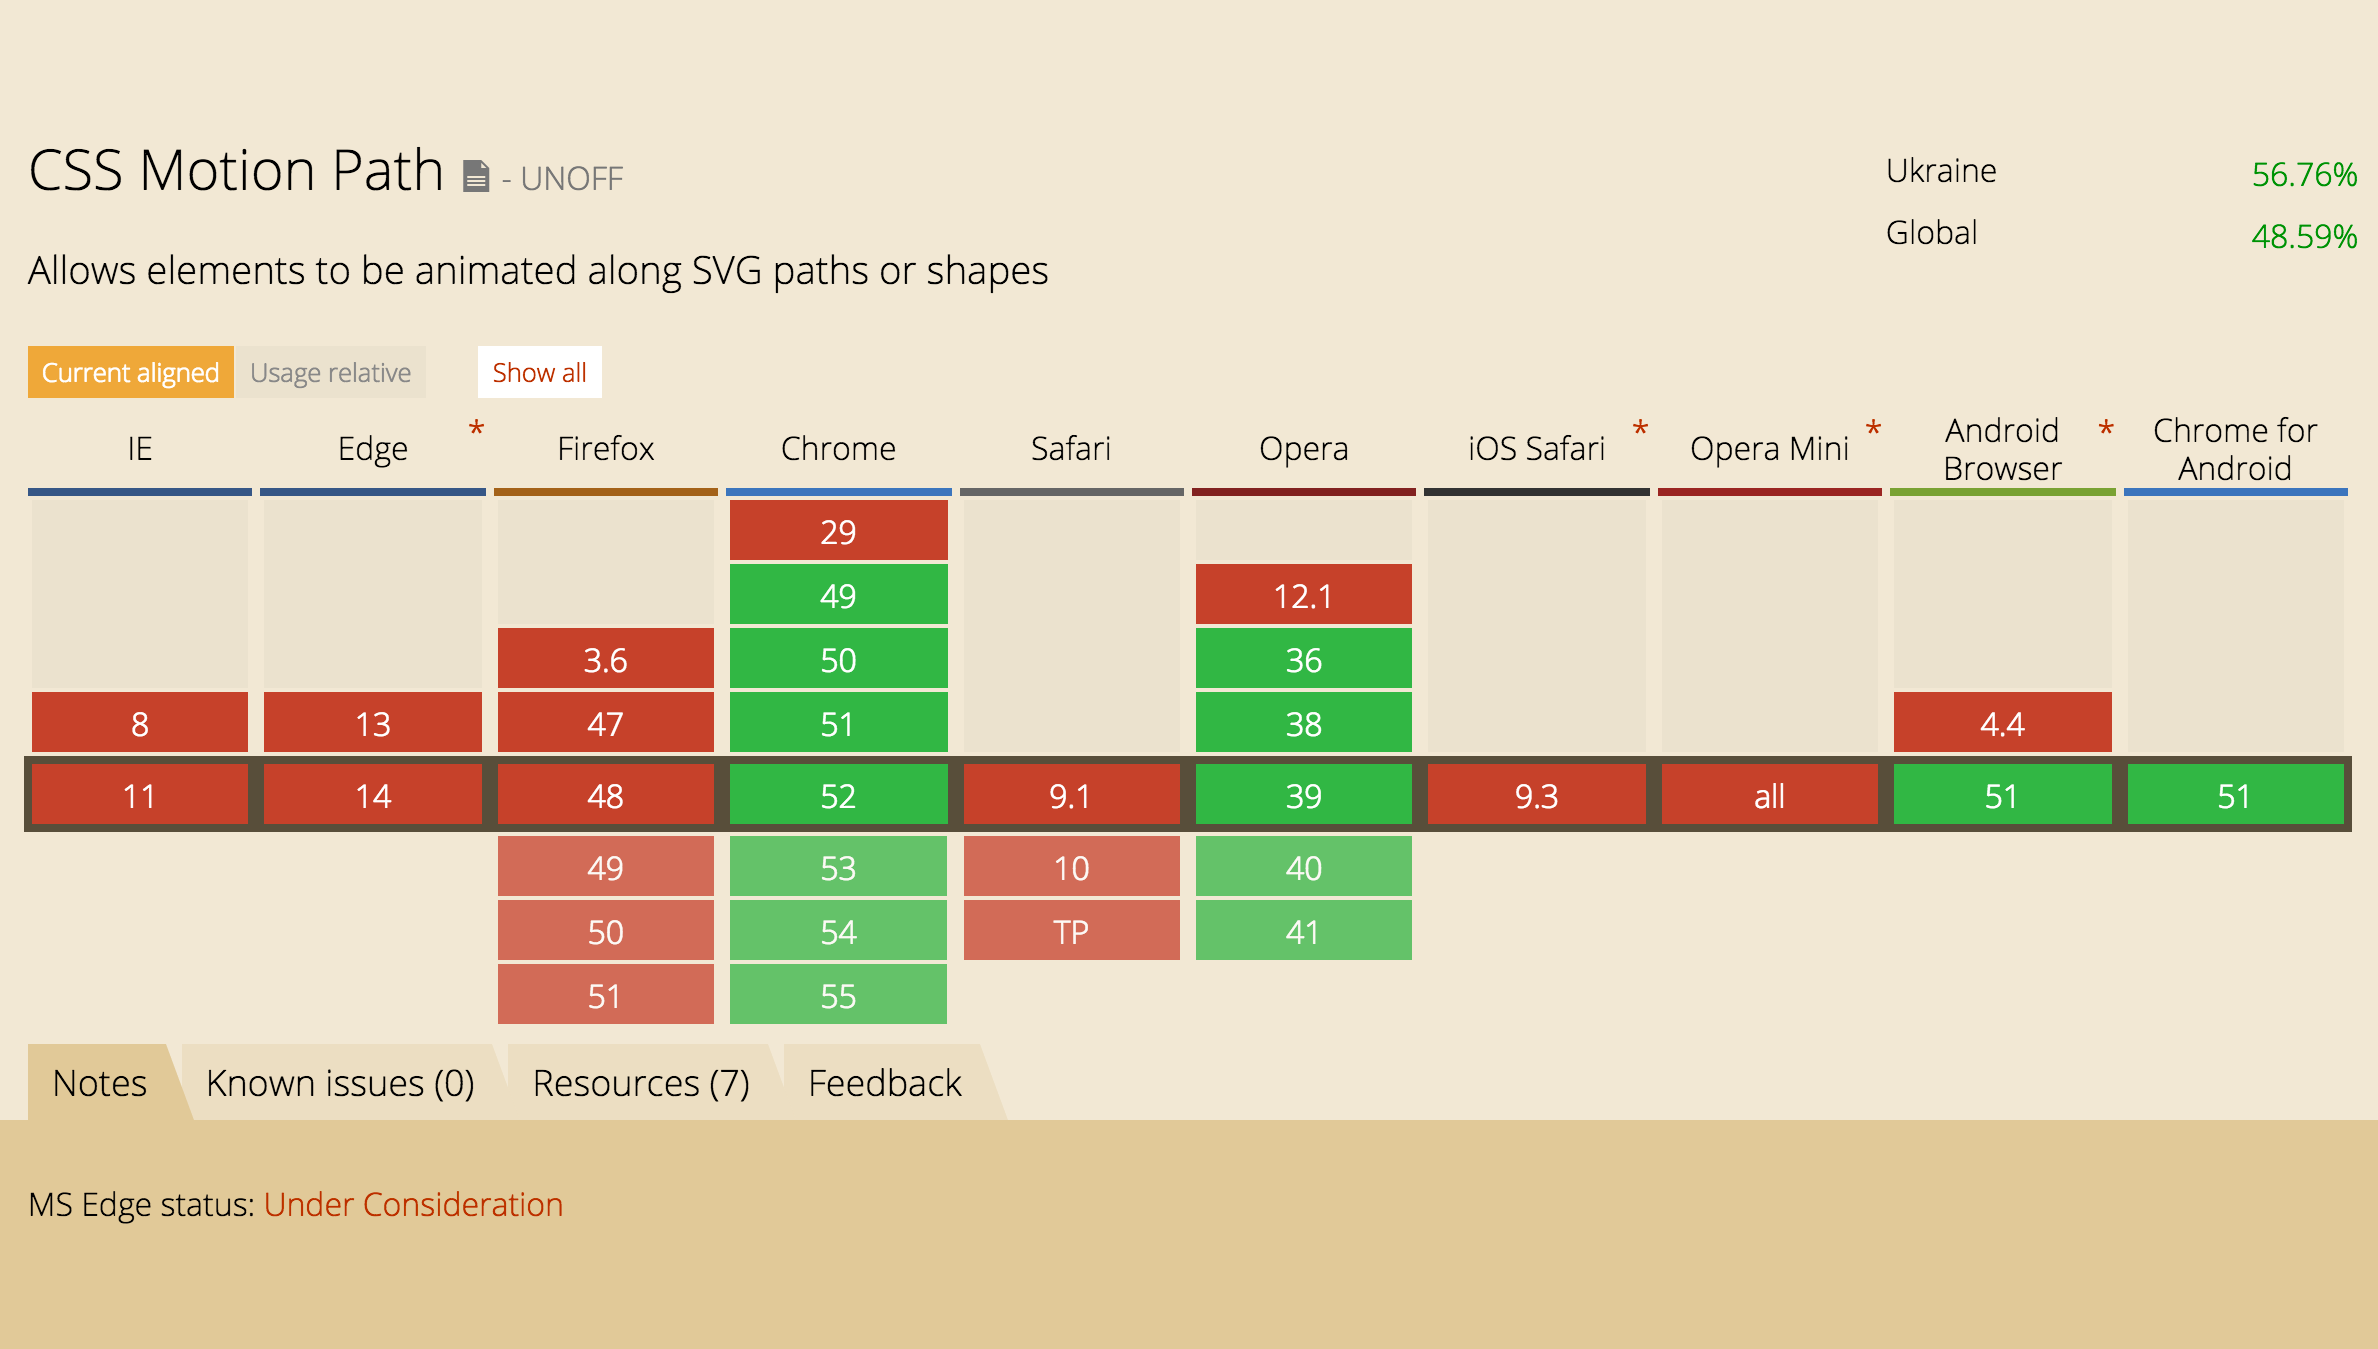 CSS Motion Path - UNOFF
Ukraine 56.76%
Global 48.59%
Allows elements to be animated along SVG paths or shapes
Current aligned Usage relative Show all
IE Edge * Firefox Chrome Safari Opera iOS Safari * Opera Mini * Android Browser * Chrome for Android
29
49 12.1
3.6 50 36
8 13 47 51 38 4.4
11 14 48 52 9.1 39 9.3 all 51 51
49 53 10 40
50 54 TP 41
51 55
Notes Known issues (0) Resources (7) Feedback
MS Edge status: Under Consideration